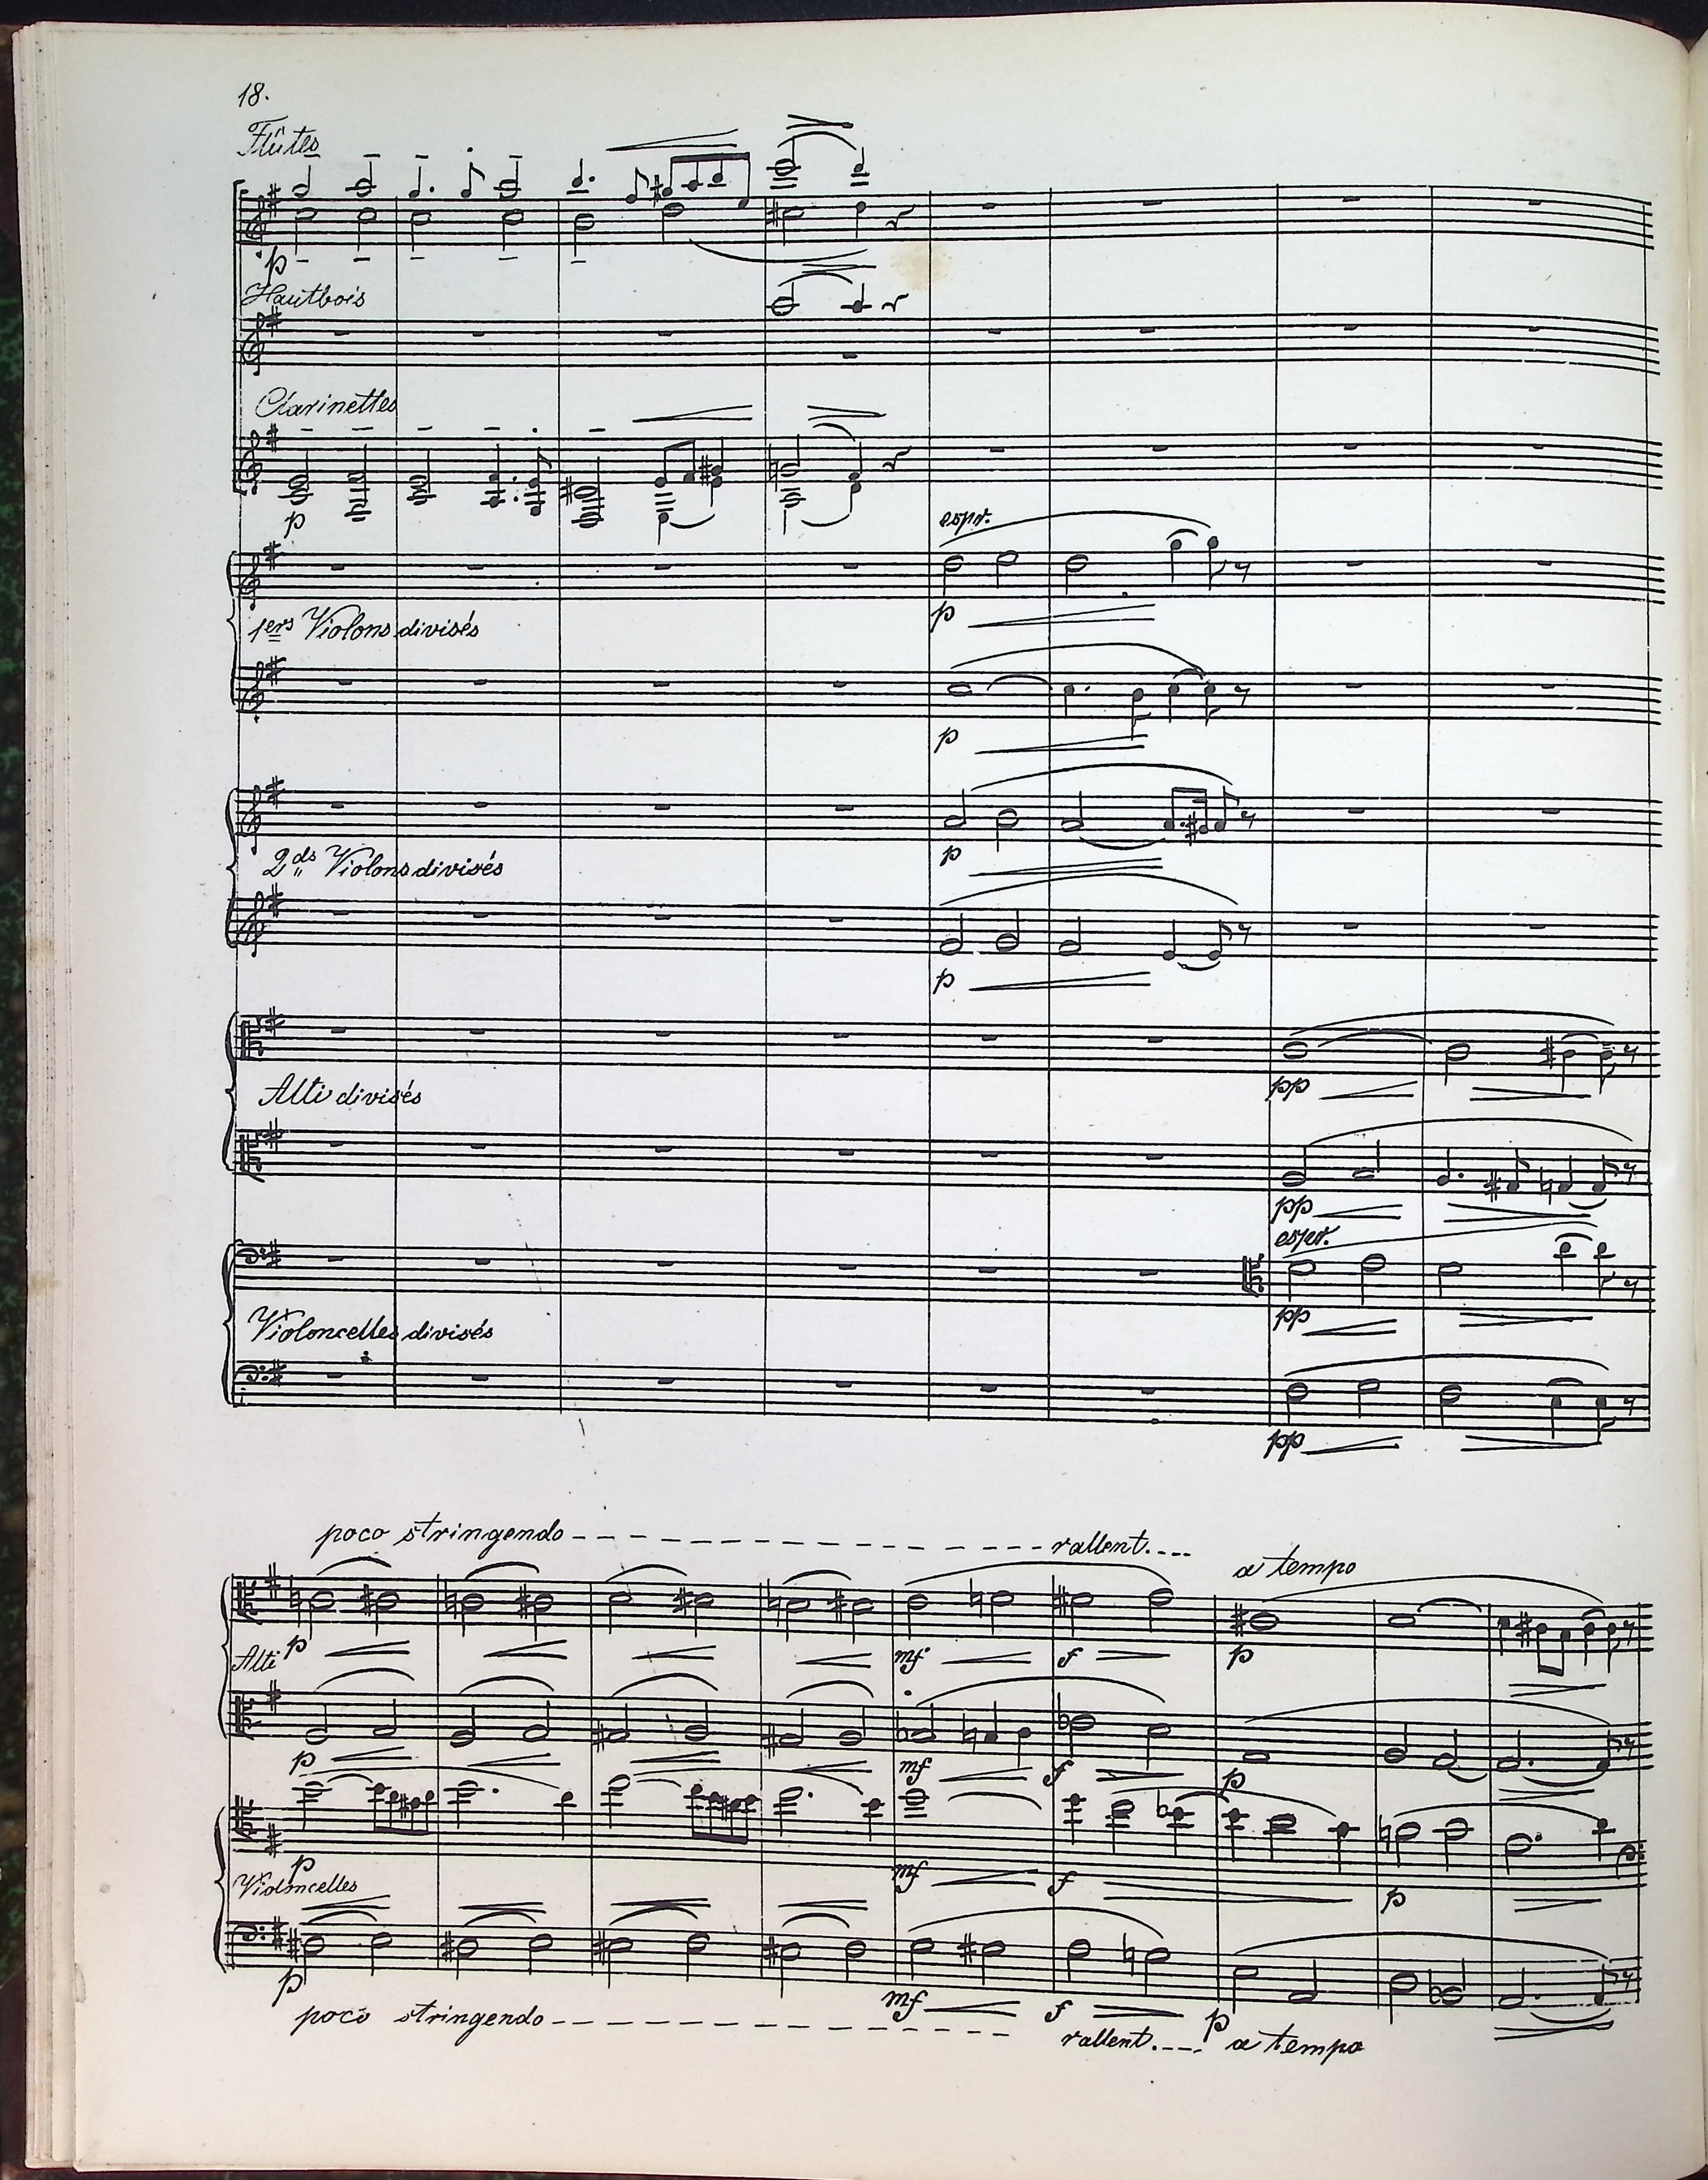 18.
Flûtes
p
Hautbois
Clarinettes
p
espr.
p
1ers Violons divisés
p
p
2ds Violons divisés
p
pp
Alti divisés
pp
espr.
pp
Violoncelles divisés
pp
poco stringendo rallent.... a tempo
p mf f p
Alti
p mf f p
p mf f p
Violoncelles
p mf f p
poco stringendo rallent.... a tempo